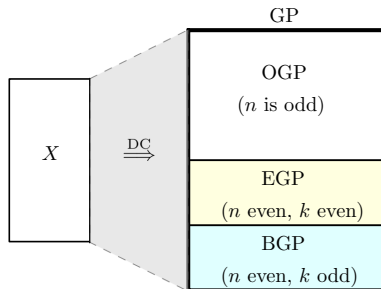 GP
OGP
(n is odd)
X
DC
⟹
EGP
(n even, k even)
BGP
(n even, k odd)